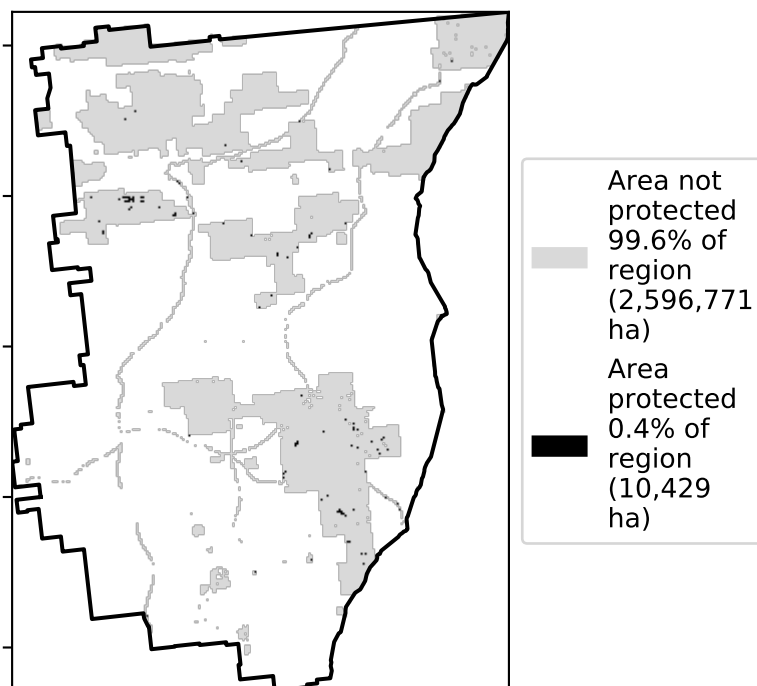 Area not
protected
99.6% of
region
(2,596,771
ha)
Area
protected
0.4% of
region
(10,429
ha)